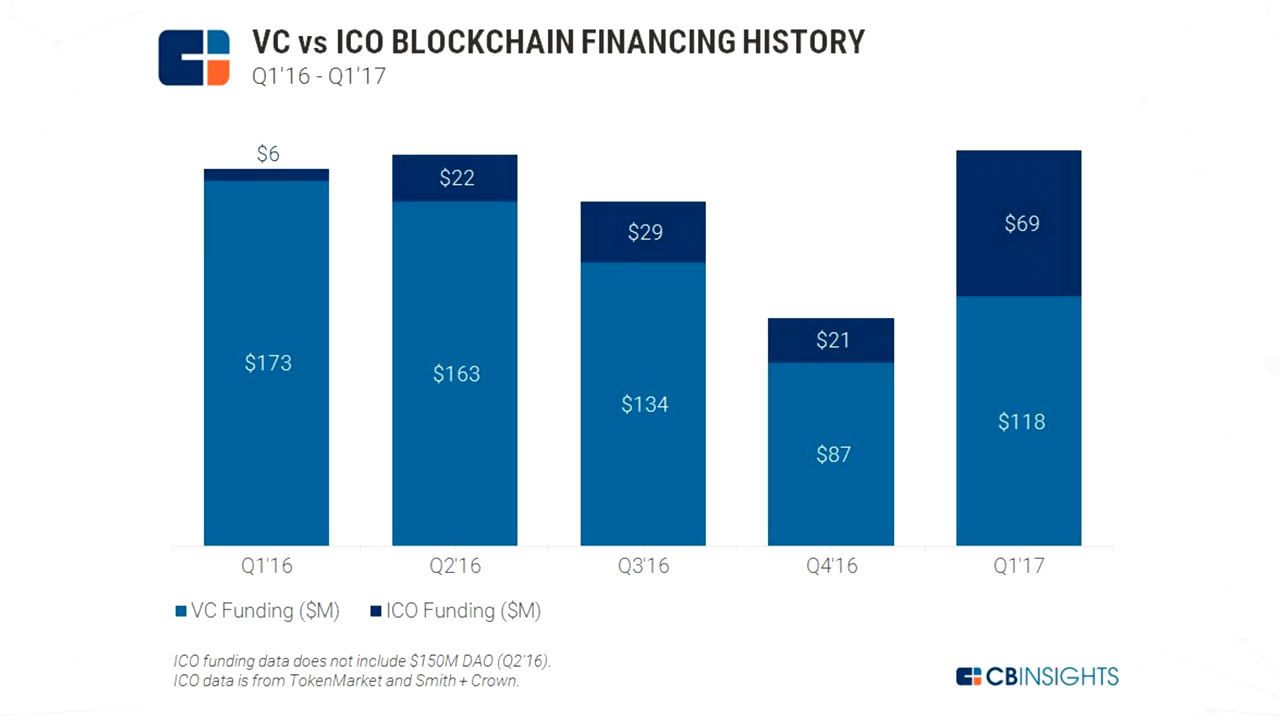 VC vs ICO BLOCKCHAIN FINANCING HISTORY
Q1'16 - Q1'17
$6
$22
$29
$21
$69
$173
$163
$134
$87
$118
Q1'16
Q2'16
Q3'16
Q4'16
Q1'17
VC Funding ($M)
ICO Funding ($M)
ICO funding data does not include $150M DAO (Q2'16).
ICO data is from TokenMarket and Smith + Crown.
CBINSIGHTS